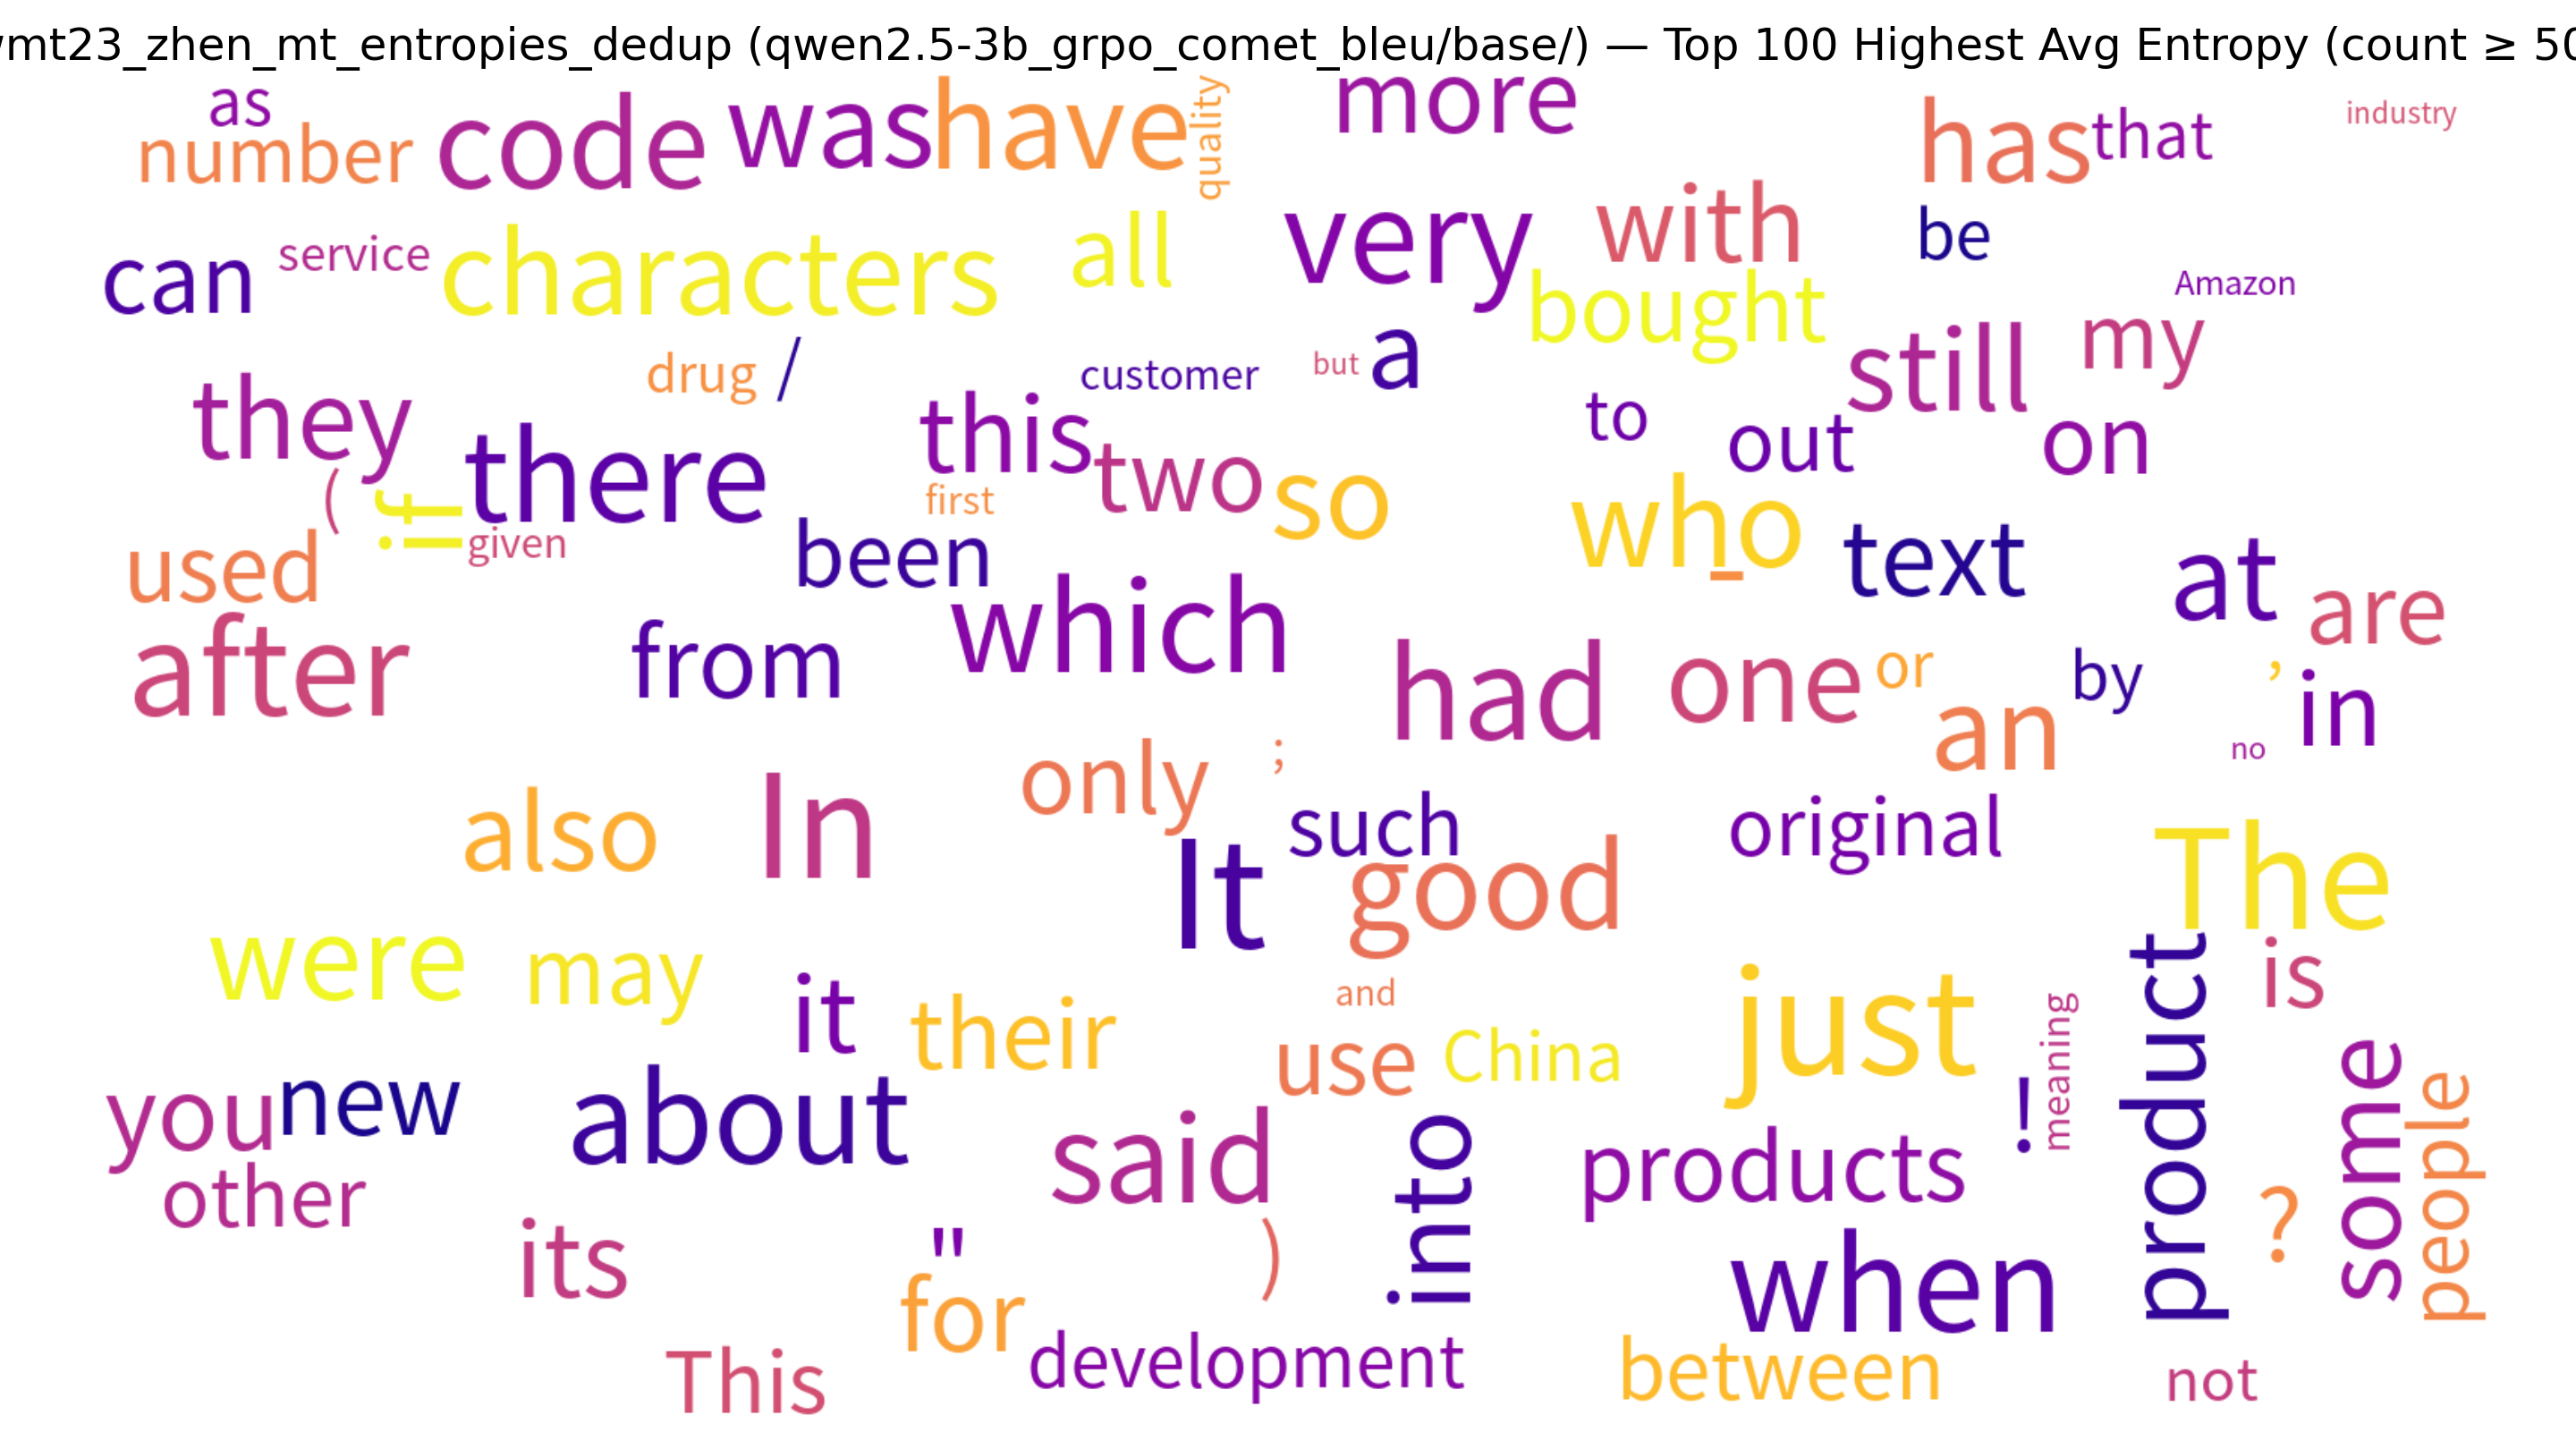 wmt23_zhen_mt_entropies_dedup (qwen2.5-3b_grpo_comet_bleu/base/) — Top 100 Highest Avg Entropy (count ≥ 50
as
number
code
was
have
quality
more
has
that
industry
can
service
characters
all
very
with
be
bought
Amazon
drug
/
customer
but
a
still
my
they
there
this
two
so
to
out
on
(
if
given
first
who
-
text
used
been
at
are
after
from
which
had
one
or
an
by
,
in
no
also
In
only
;
such
It
good
original
The
were
may
it
their
and
use
China
just
!
meaning
product
is
some
people
you
new
about
said
into
products
?
other
its
"
for
)
when
This
development
between
not